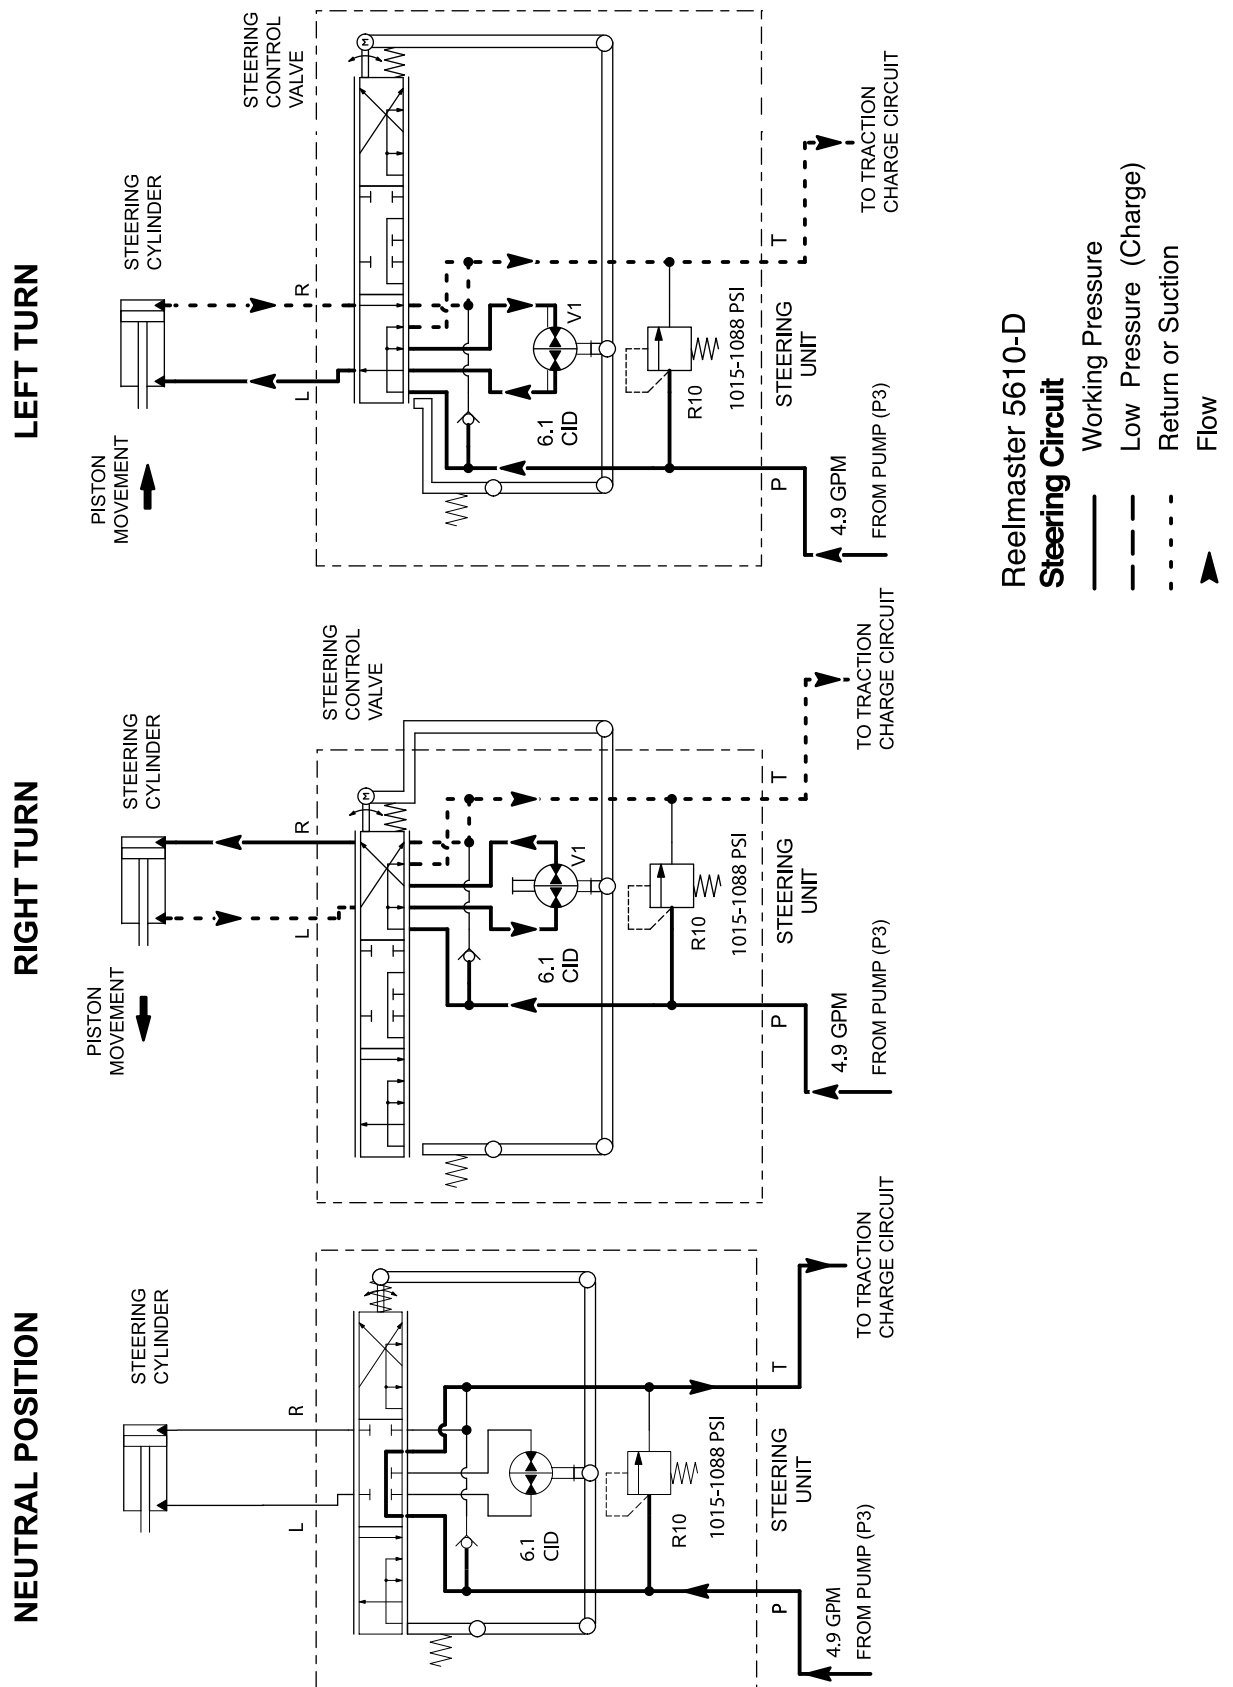 NEUTRAL POSITION
STEERING
CYLINDER
L
R
6.1
CID
R10
1015-1088 PSI
STEERING
UNIT
P
T
4.9 GPM
FROM PUMP (P3)
TO TRACTION
CHARGE CIRCUIT
RIGHT TURN
PISTON
MOVEMENT
STEERING
CYLINDER
STEERING
CONTROL
VALVE
L
R
M
6.1
CID
V1
R10
1015-1088 PSI
STEERING
UNIT
P
T
4.9 GPM
FROM PUMP (P3)
TO TRACTION
CHARGE CIRCUIT
LEFT TURN
PISTON
MOVEMENT
STEERING
CYLINDER
STEERING
CONTROL
VALVE
L
R
M
6.1
CID
V1
R10
1015-1088 PSI
STEERING
UNIT
P
T
4.9 GPM
FROM PUMP (P3)
TO TRACTION
CHARGE CIRCUIT
Reelmaster 5610-D
Steering Circuit
Working Pressure
Low Pressure (Charge)
Return or Suction
Flow